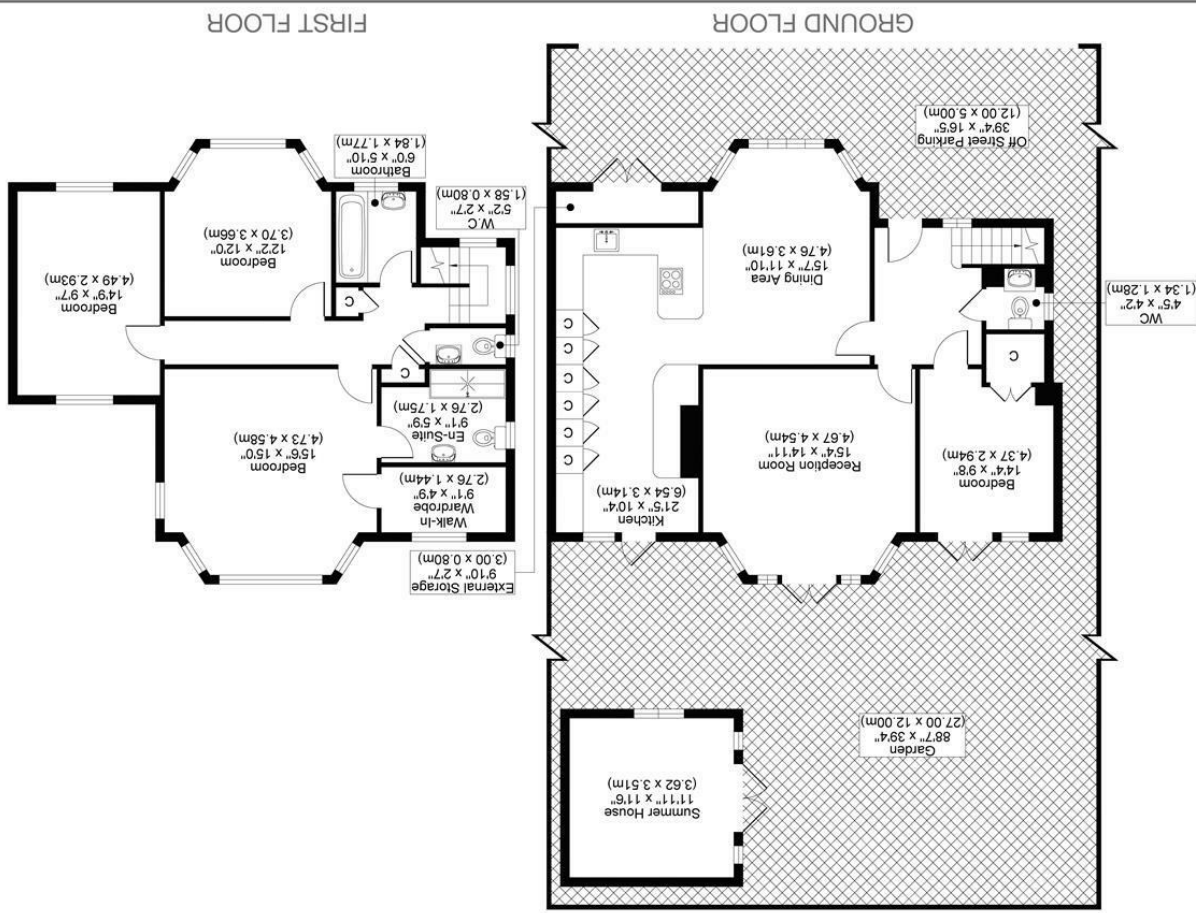 Summer House
11'11" x 11'6"
(3.62 x 3.51m)
Garden
88'7" x 39'4"
(27.00 x 12.00m)
Bedroom
14'4" x 9'8"
(4.37 x 2.94m)
C
Reception Room
15'4" x 14'11"
(4.67 x 4.54m)
Kitchen
21'5" x 10'4"
(6.54 x 3.14m)
C
C
C
C
C
C
WC
4'5" x 4'2"
(1.34 x 1.28m)
Dining Area
15'7" x 11'10"
(4.76 x 3.61m)
Off Street Parking
39'4" x 16'5"
(12.00 x 5.00m)
GROUND FLOOR
External Storage
9'10" x 2'7"
(3.00 x 0.80m)
Walk-In
Wardrobe
9'1" x 4'9"
(2.76 x 1.44m)
En-Suite
9'1" x 5'9"
(2.76 x 1.75m)
Bedroom
15'6" x 15'0"
(4.73 x 4.58m)
C
C
Bedroom
14'9" x 9'7"
(4.49 x 2.93m)
Bedroom
12'2" x 12'0"
(3.70 x 3.66m)
W.C
5'2" x 2'7"
(1.58 x 0.80m)
Bathroom
6'0" x 5'10"
(1.84 x 1.77m)
FIRST FLOOR